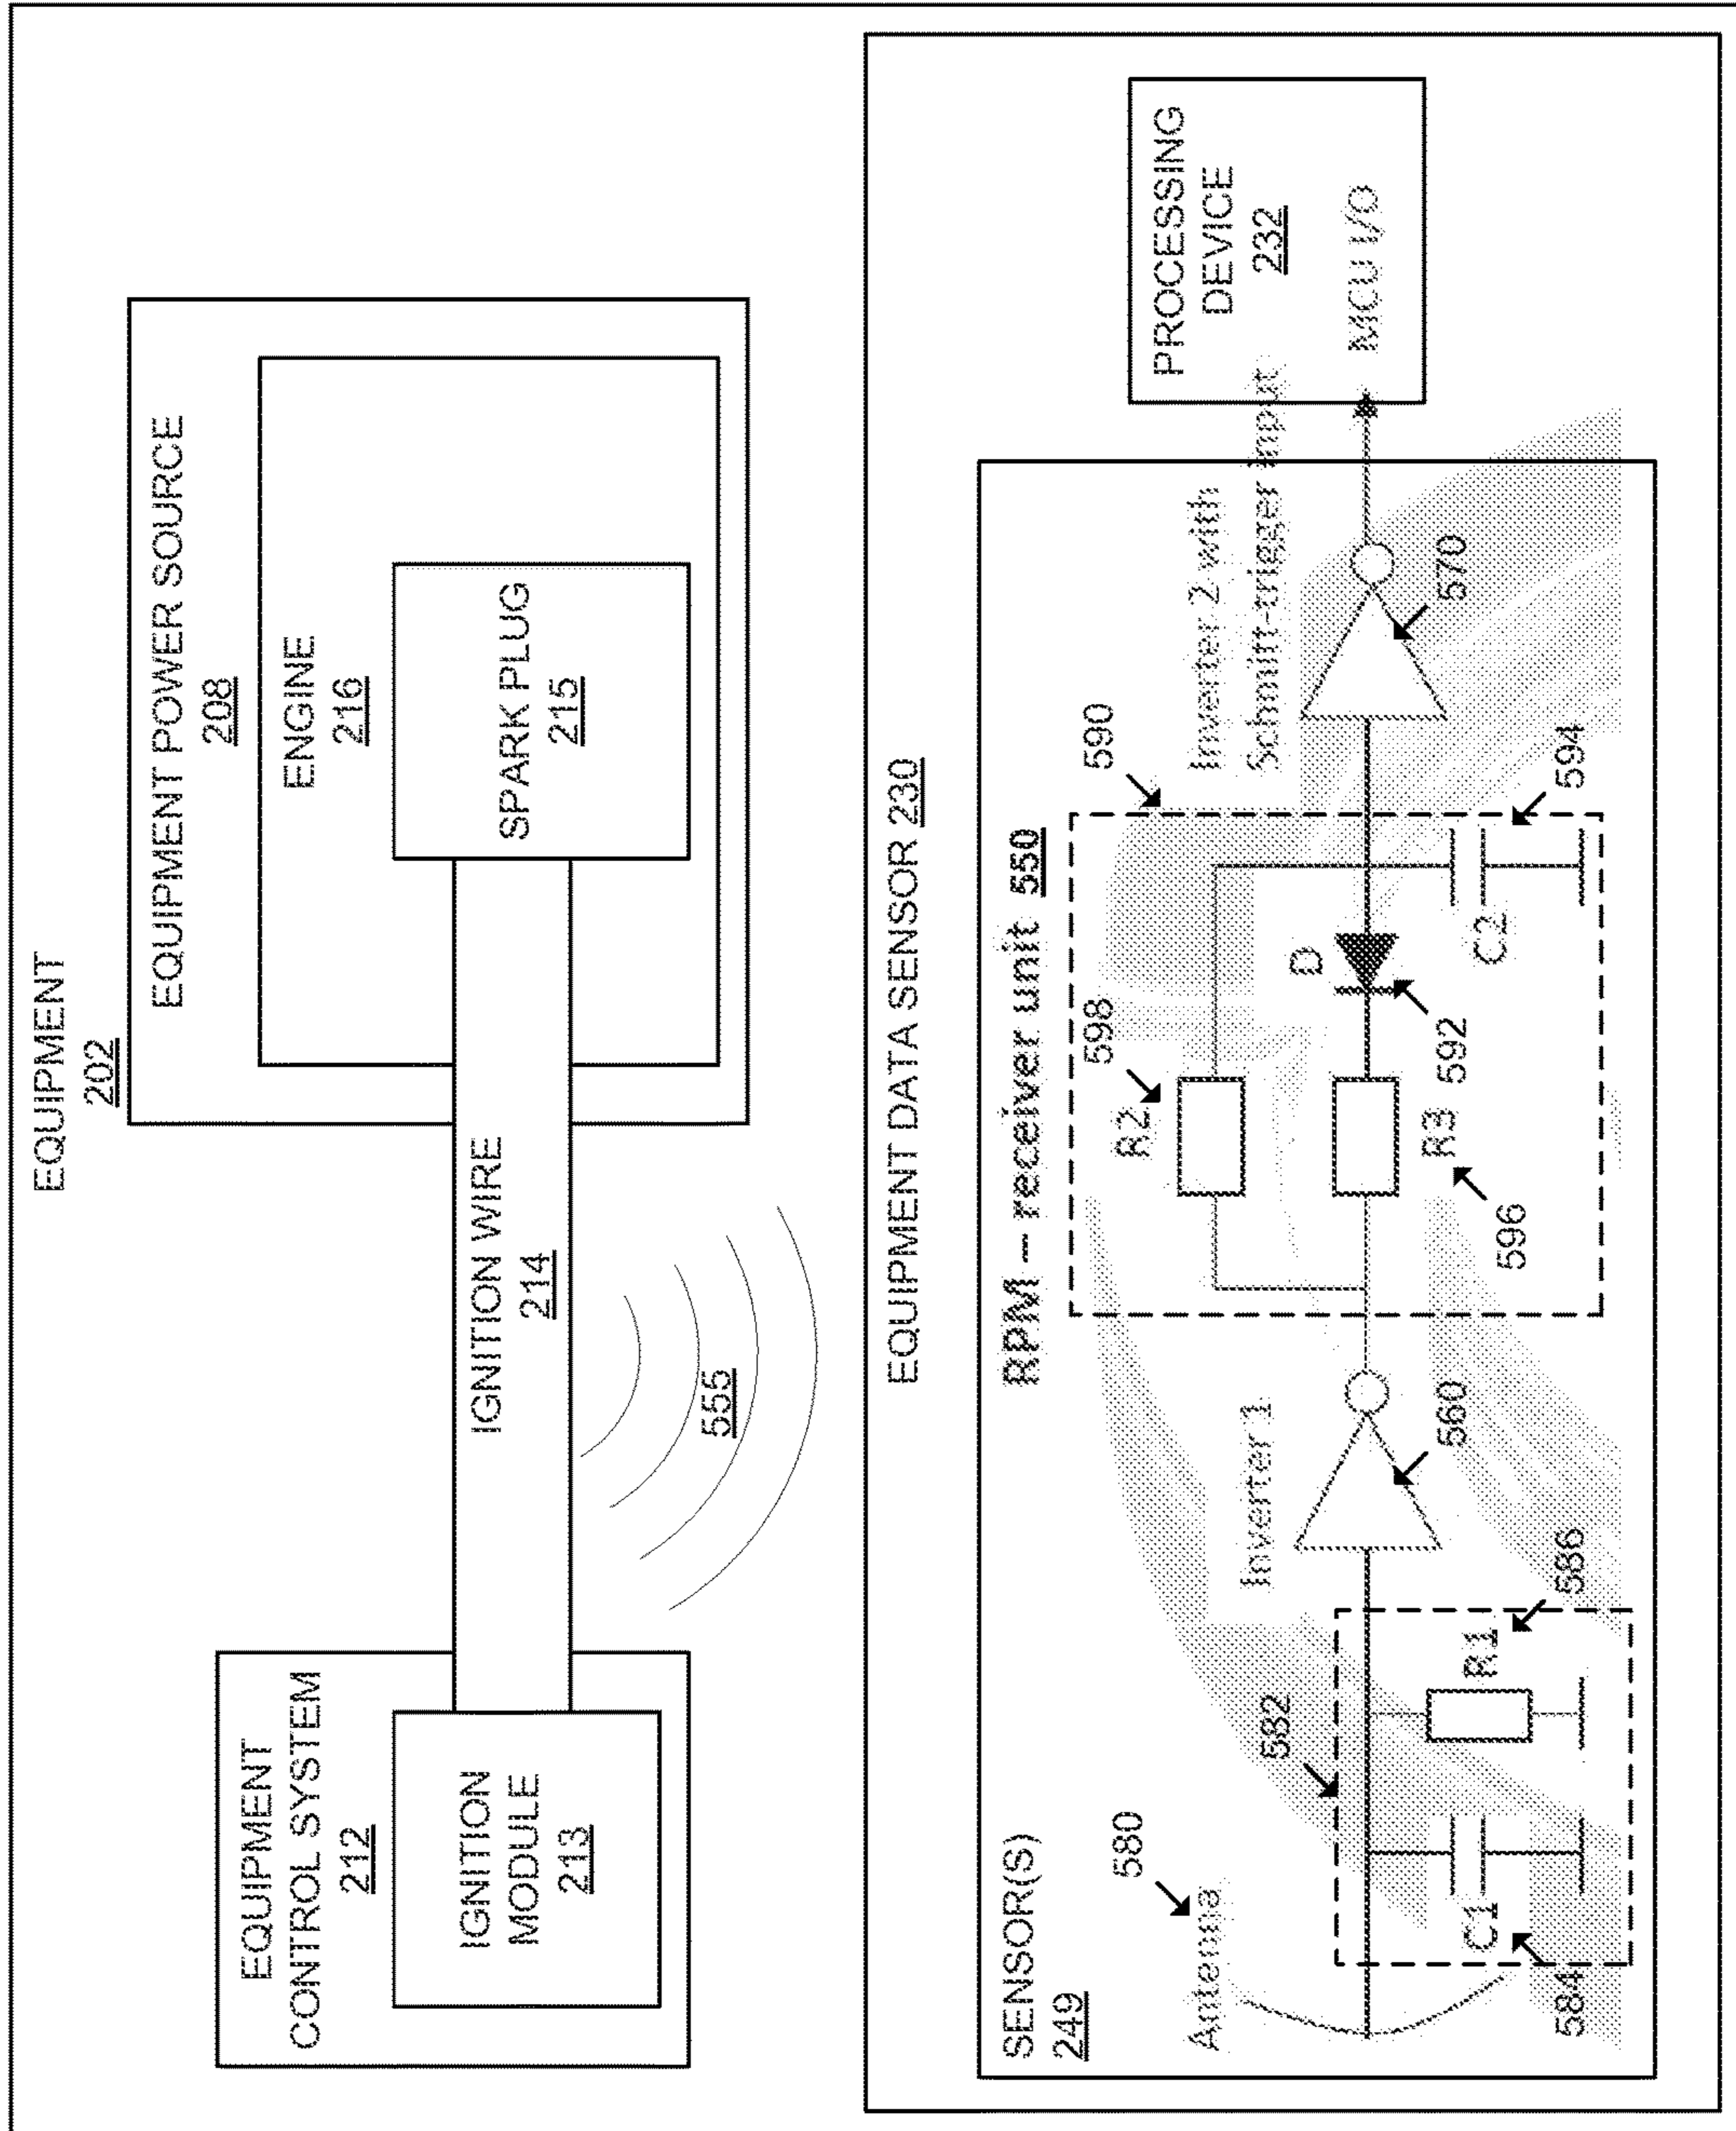 EQUIPMENT
202
EQUIPMENT POWER SOURCE
208
ENGINE
216
SPARK PLUG
215
IGNITION WIRE
214
555
EQUIPMENT
CONTROL SYSTEM
212
IGNITION
MODULE
213
EQUIPMENT DATA SENSOR 230
SENSOR(S)
249
RPM – receiver unit 550
Antenna
580
582
C1
584
R1
586
Inverter 1
560
590
R2
598
R3
596
D
592
C2
594
Inverter 2 with
Schmitt-trigger input
570
PROCESSING
DEVICE
232
MCU I/O